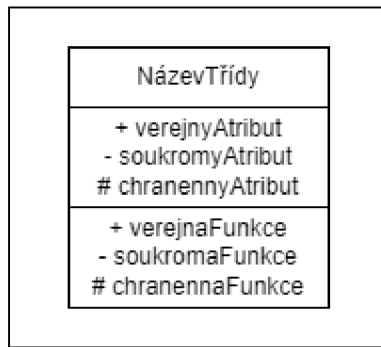 NázevTřídy
+ verejnyAtribut
- soukromyAtribut
# chranennyAtribut
+ verejnaFunkce
- soukromaFunkce
# chranennaFunkce